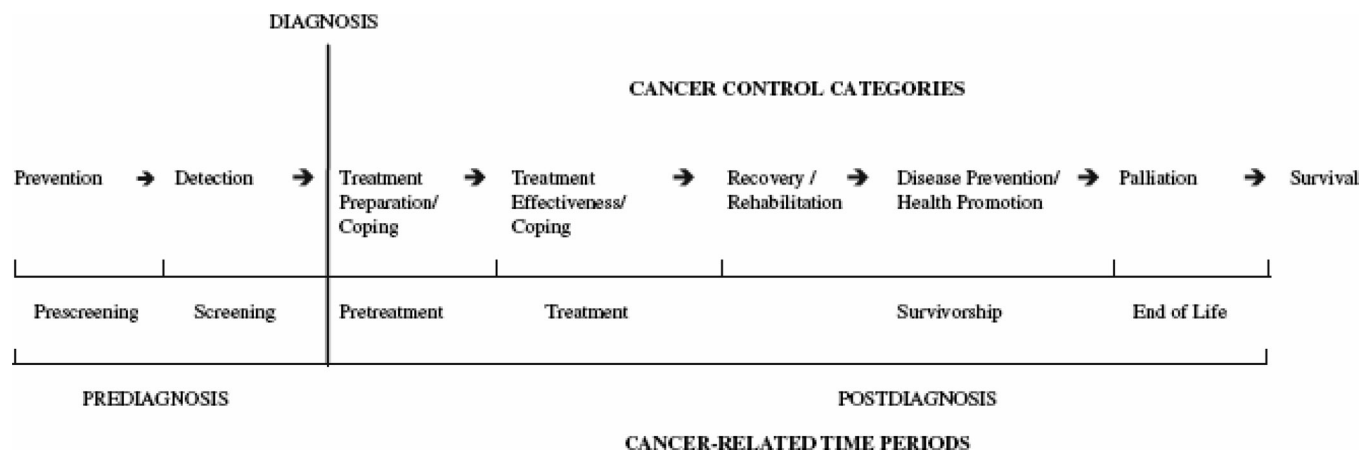 DIAGNOSIS
CANCER CONTROL CATEGORIES
Prevention → Detection → Treatment → Treatment → Recovery / → Disease Prevention/ → Palliation → Survival
Preparation/ Effectiveness/ Rehabilitation Health Promotion
Coping Coping
Prescreening Screening Pretreatment Treatment Survivorship End of Life
PREDIAGNOSIS POSTDIAGNOSIS
CANCER-RELATED TIME PERIODS